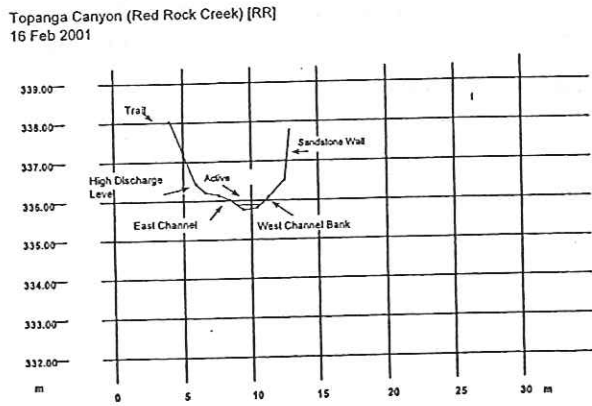 Topanga Canyon (Red Rock Creek) [RR]
16 Feb 2001
339.00
338.00
337.00
336.00
335.00
334.00
333.00
332.00
m
Trail
Sandstone Wall
High Discharge
Level
Active
East Channel
West Channel Bank
0
5
10
15
20
25
30 m